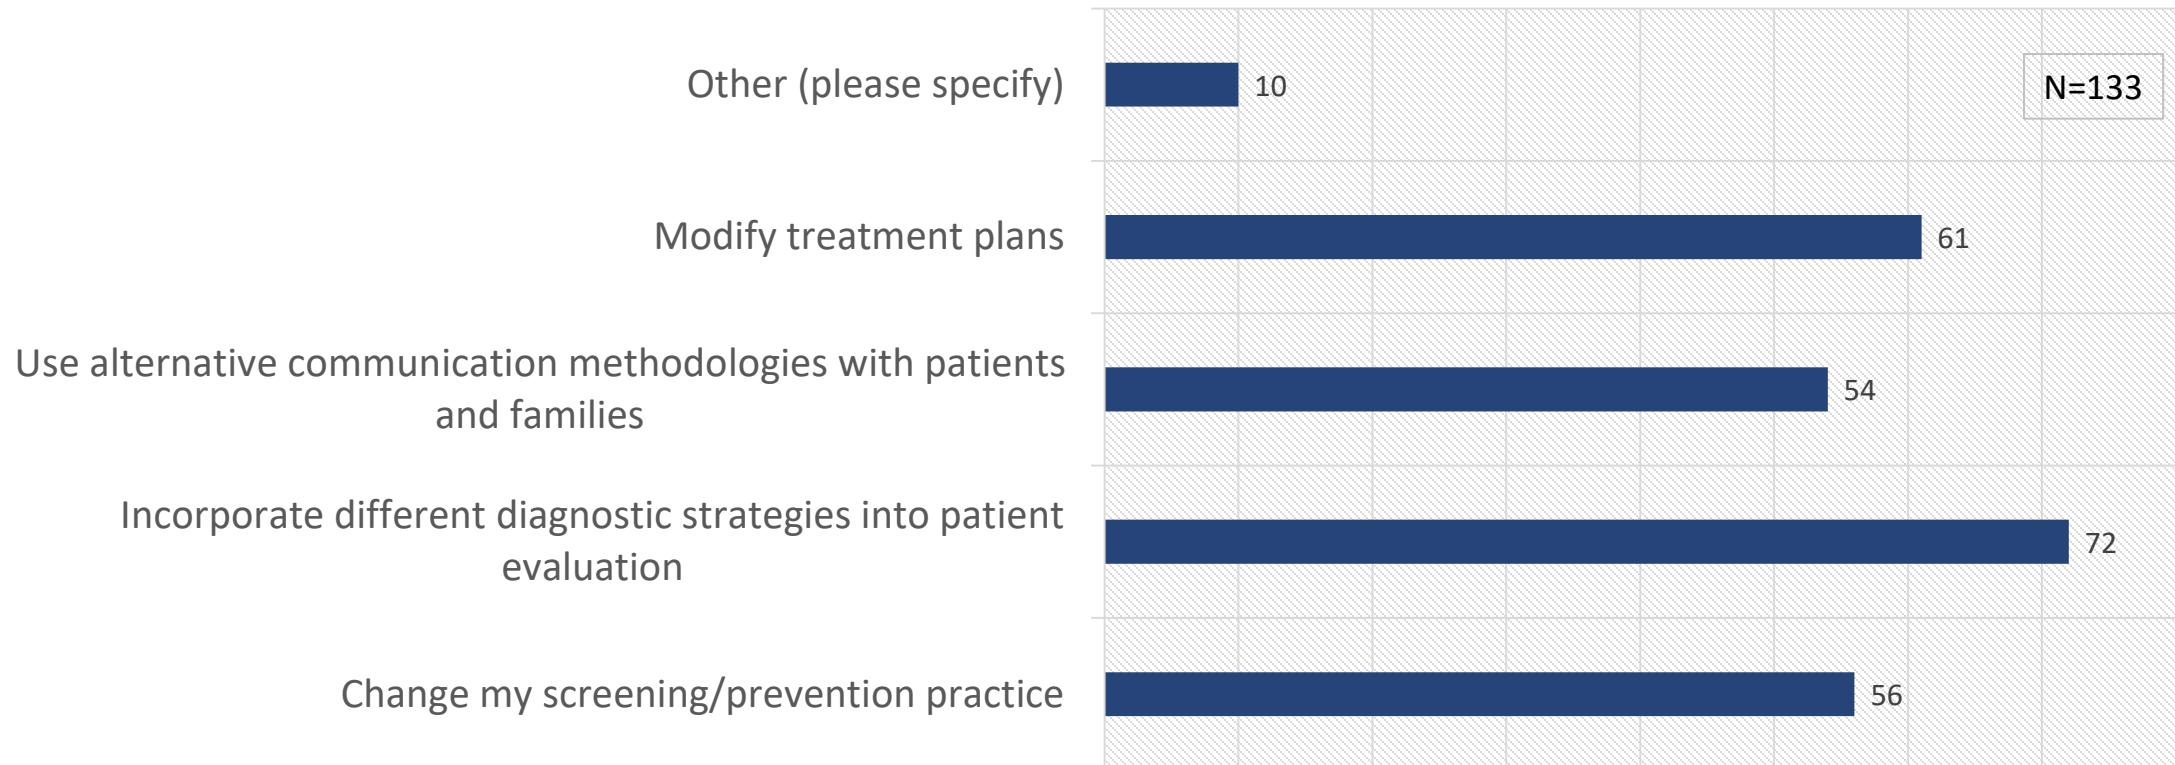 Other (please specify)
10
N=133
Modify treatment plans
61
Use alternative communication methodologies with patients
and families
54
Incorporate different diagnostic strategies into patient
evaluation
72
Change my screening/prevention practice
56